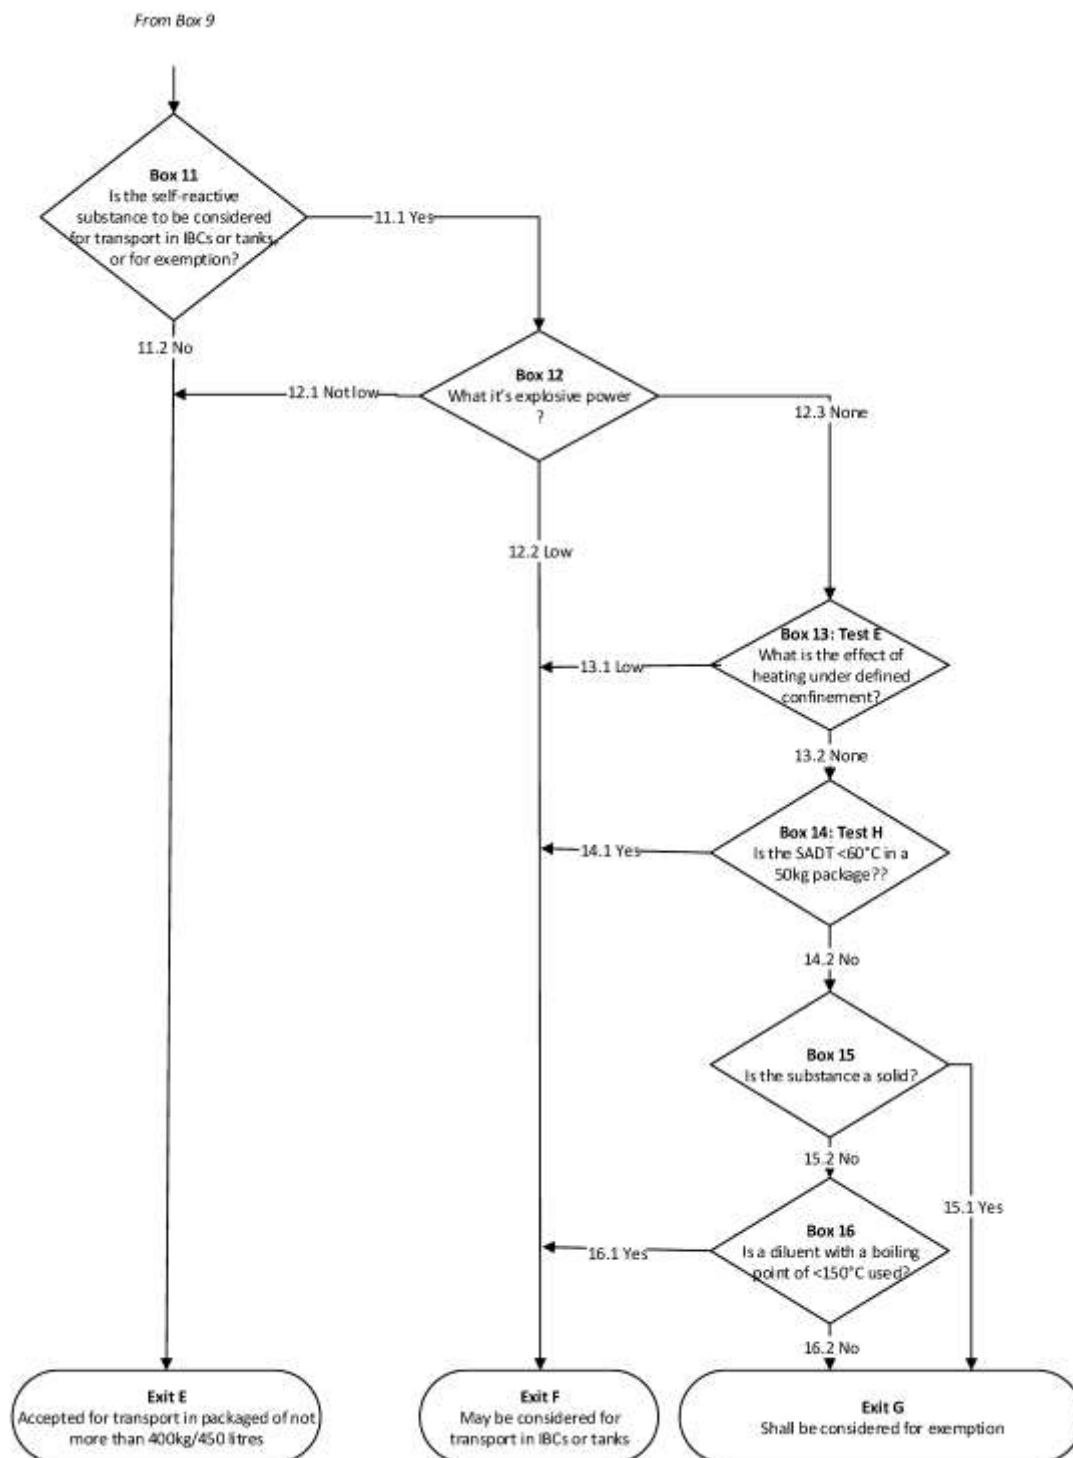 From Box 9
Box 11
Is the self-reactive
substance to be considered
for transport in IBCs or tanks,
or for exemption?
11.1 Yes
11.2 No
Box 12
What it's explosive power
?
12.1 Not low
12.3 None
12.2 Low
Box 13: Test E
What is the effect of
heating under defined
confinement?
13.1 Low
13.2 None
Box 14: Test H
Is the SADT <60°C in a
50kg package??
14.1 Yes
14.2 No
Box 15
Is the substance a solid?
15.2 No
15.1 Yes
Box 16
Is a diluent with a boiling
point of <150°C used?
16.1 Yes
16.2 No
Exit E
Accepted for transport in packaged of not
more than 400kg/450 litres
Exit F
May be considered for
transport in IBCs or tanks
Exit G
Shall be considered for exemption